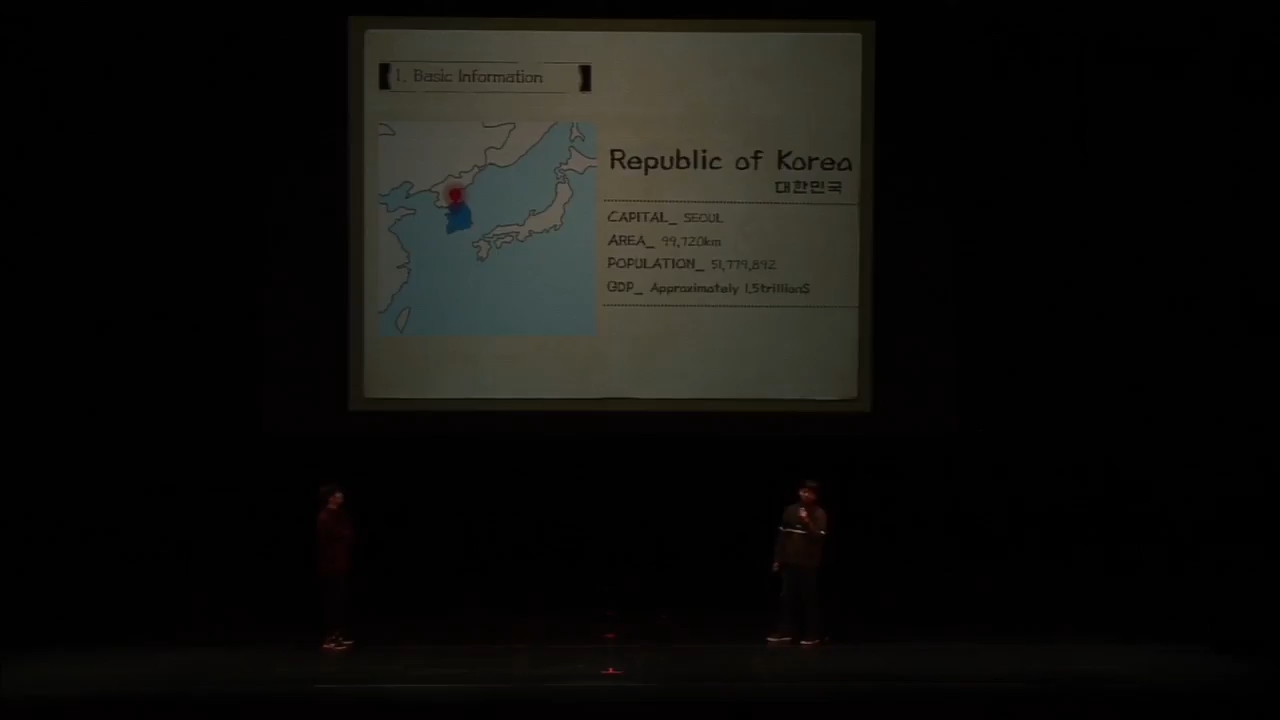 1. Basic Information
Republic of Korea
대한민국
CAPITAL_ SEOUL
AREA_ 99,720km
POPULATION_ 51,779,892
GDP_ Approximately 1.5trillion$